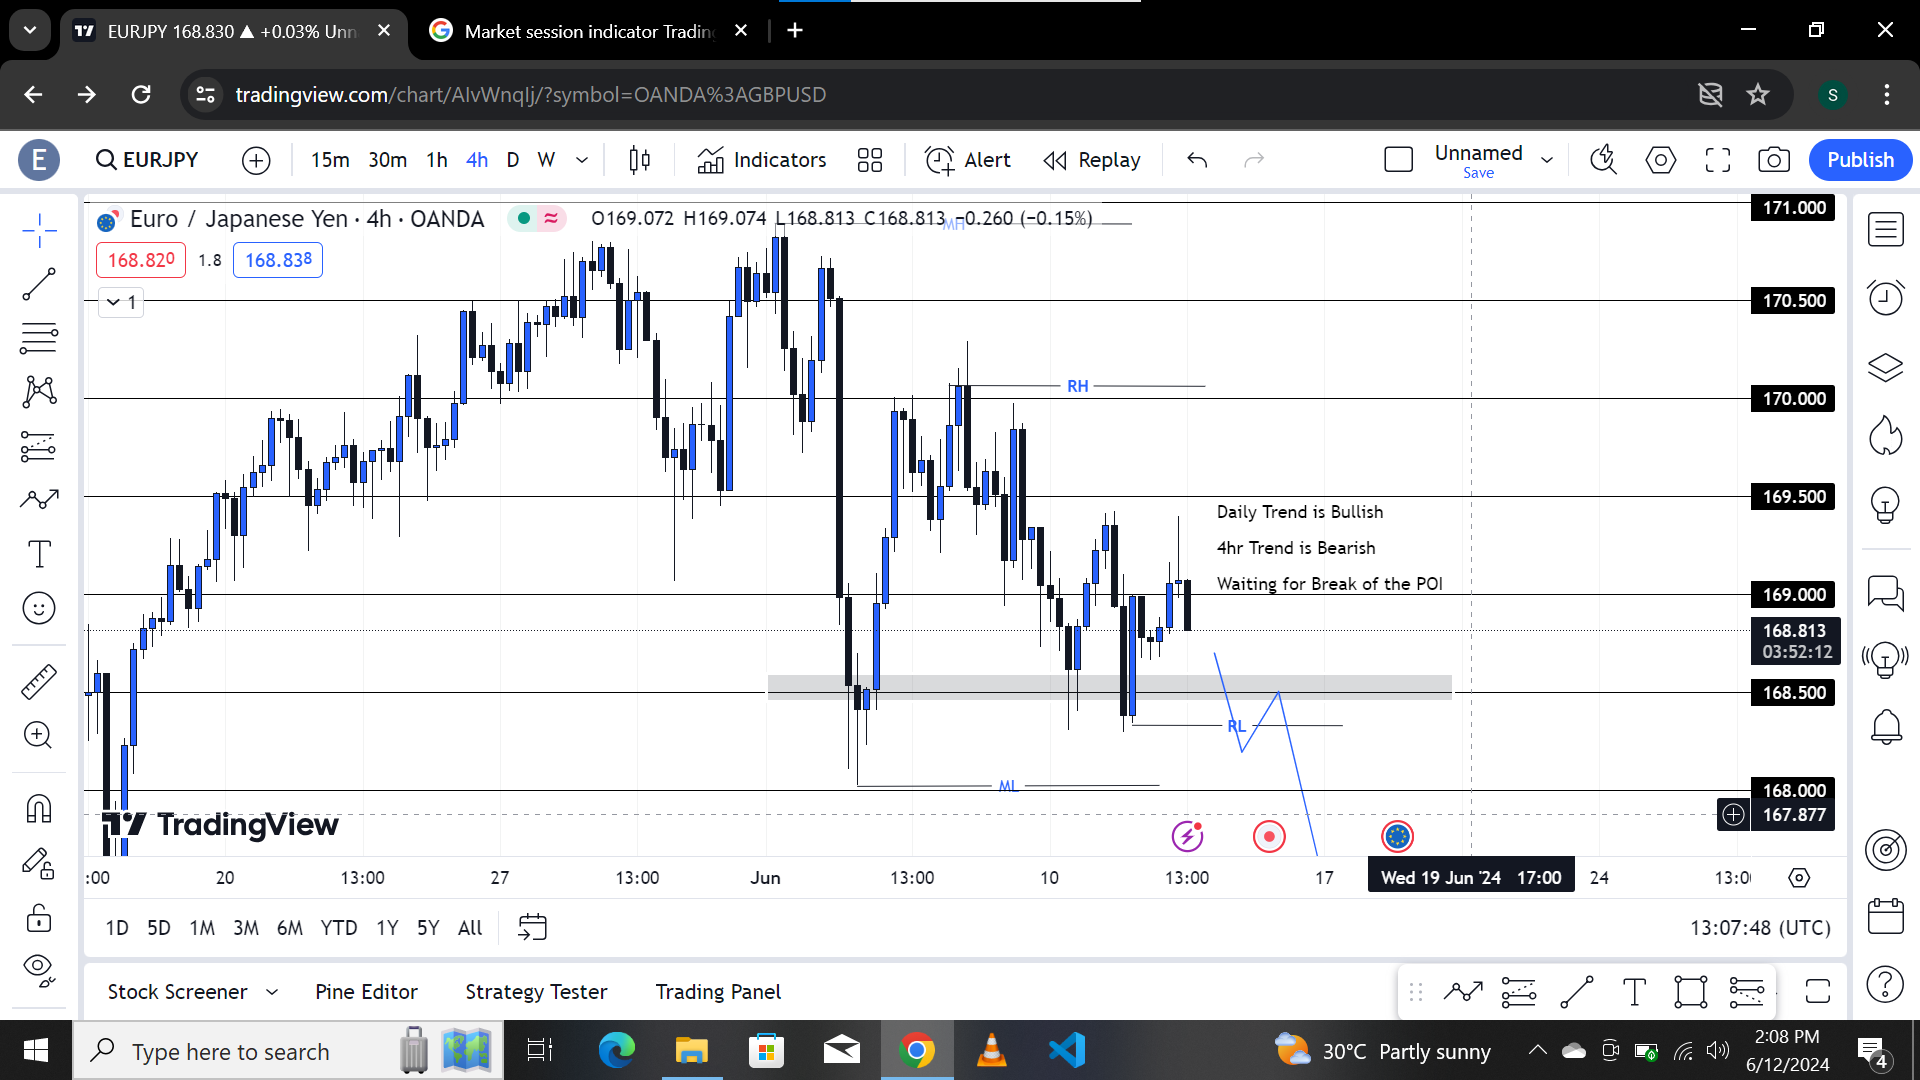 EURJPY 168.830 ▲ +0.03% Unn
Market session indicator Trading
tradingview.com/chart/AIvWnqIj/?symbol=OANDA%3AGBPUSD
S
E
EURJPY
15m 30m 1h 4h D W
Indicators
Alert
Replay
Unnamed
Save
Publish
Euro / Japanese Yen · 4h · OANDA
O169.072 H169.074 L168.813 C168.813 −0.260 (−0.15%)
MH
168.820 1.8 168.838
1
171.000
170.500
RH
170.000
169.500
Daily Trend is Bullish
4hr Trend is Bearish
Waiting for Break of the POI
169.000
168.813
03:52:12
168.500
RL
ML
168.000
167.877
TradingView
:00 20 13:00 27 13:00 Jun 13:00 10 13:00 17 Wed 19 Jun '24 17:00 24 13:0
1D 5D 1M 3M 6M YTD 1Y 5Y All
13:07:48 (UTC)
Stock Screener Pine Editor Strategy Tester Trading Panel
Type here to search
30°C Partly sunny
2:08 PM
6/12/2024
4